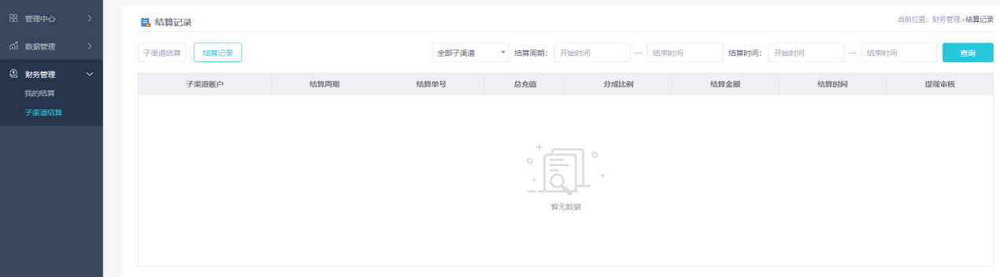 管理中心
数据管理
财务管理
我的结算
子渠道结算
结算记录
当前位置：财务管理>结算记录
子渠道结算 结算记录 全部子渠道 结算周期： 开始时间 — 结束时间 结算时间： 开始时间 — 结束时间 查询
子渠道账户 结算周期 结算单号 总充值 分成比例 结算金额 结算时间 提现审核
暂无数据